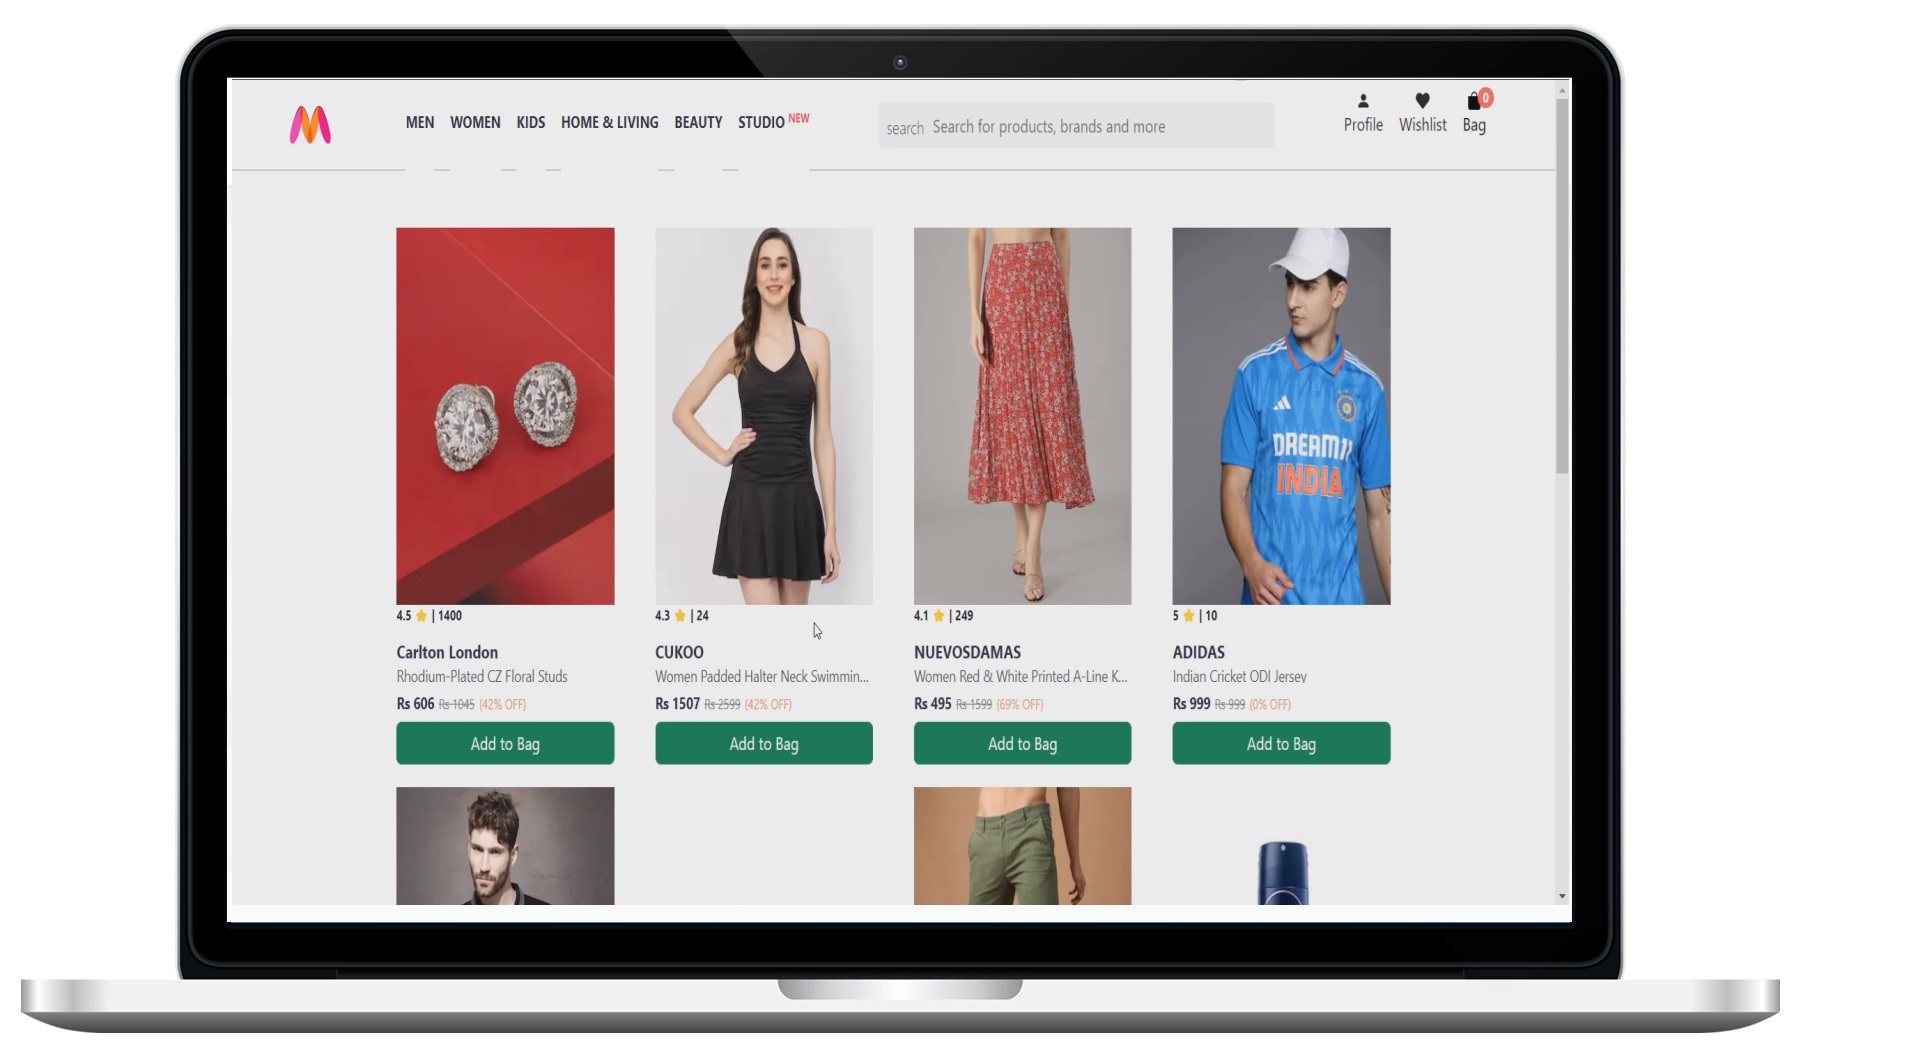 MEN WOMEN KIDS HOME & LIVING BEAUTY STUDIO NEW
search Search for products, brands and more
0
Profile Wishlist Bag
DREAM11
INDIA
4.5 ⭐ | 1400
Carlton London
Rhodium-Plated CZ Floral Studs
Rs 606 Rs 1045 (42% OFF)
Add to Bag
4.3 ⭐ | 24
CUKOO
Women Padded Halter Neck Swimmin...
Rs 1507 Rs 2599 (42% OFF)
Add to Bag
4.1 ⭐ | 249
NUEVOSDAMAS
Women Red & White Printed A-Line K...
Rs 495 Rs 1599 (69% OFF)
Add to Bag
5 ⭐ | 10
ADIDAS
Indian Cricket ODI Jersey
Rs 999 Rs 999 (0% OFF)
Add to Bag